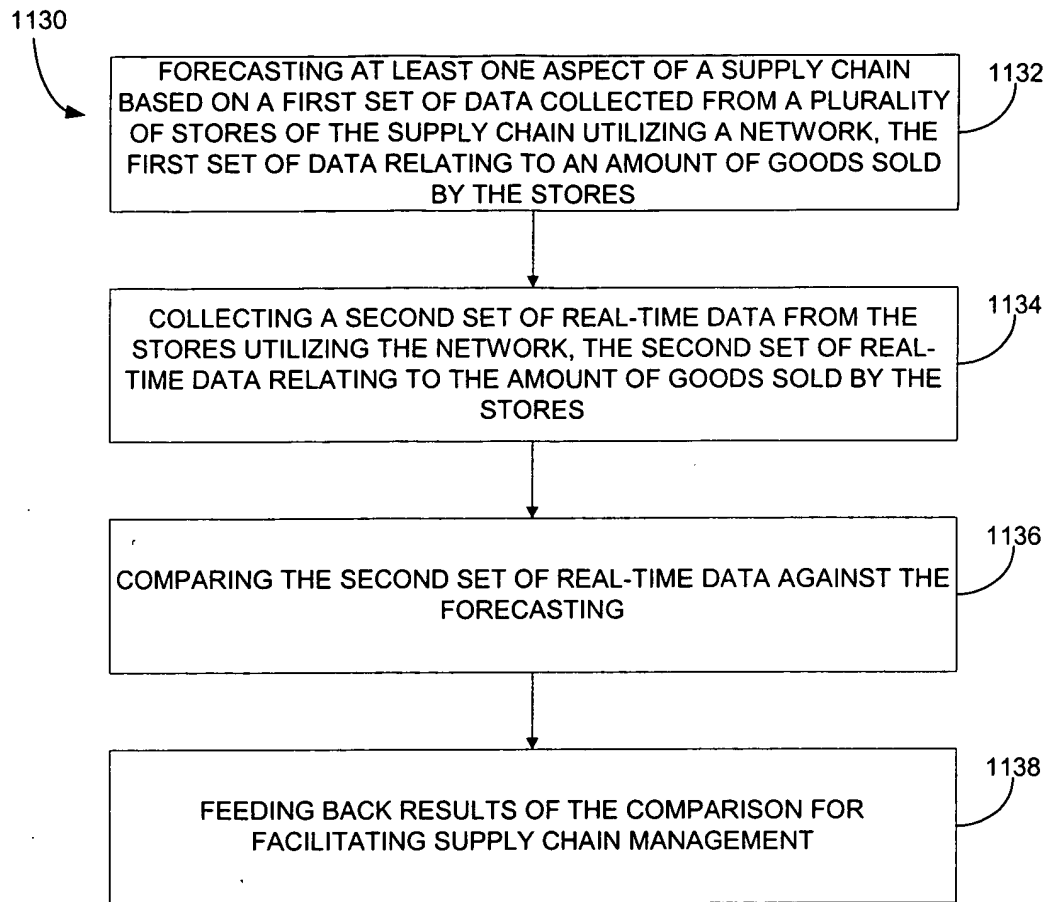 1130
FORECASTING AT LEAST ONE ASPECT OF A SUPPLY CHAIN
BASED ON A FIRST SET OF DATA COLLECTED FROM A PLURALITY
OF STORES OF THE SUPPLY CHAIN UTILIZING A NETWORK, THE
FIRST SET OF DATA RELATING TO AN AMOUNT OF GOODS SOLD
BY THE STORES
1132
COLLECTING A SECOND SET OF REAL-TIME DATA FROM THE
STORES UTILIZING THE NETWORK, THE SECOND SET OF REAL-
TIME DATA RELATING TO THE AMOUNT OF GOODS SOLD BY THE
STORES
1134
COMPARING THE SECOND SET OF REAL-TIME DATA AGAINST THE
FORECASTING
1136
FEEDING BACK RESULTS OF THE COMPARISON FOR
FACILITATING SUPPLY CHAIN MANAGEMENT
1138